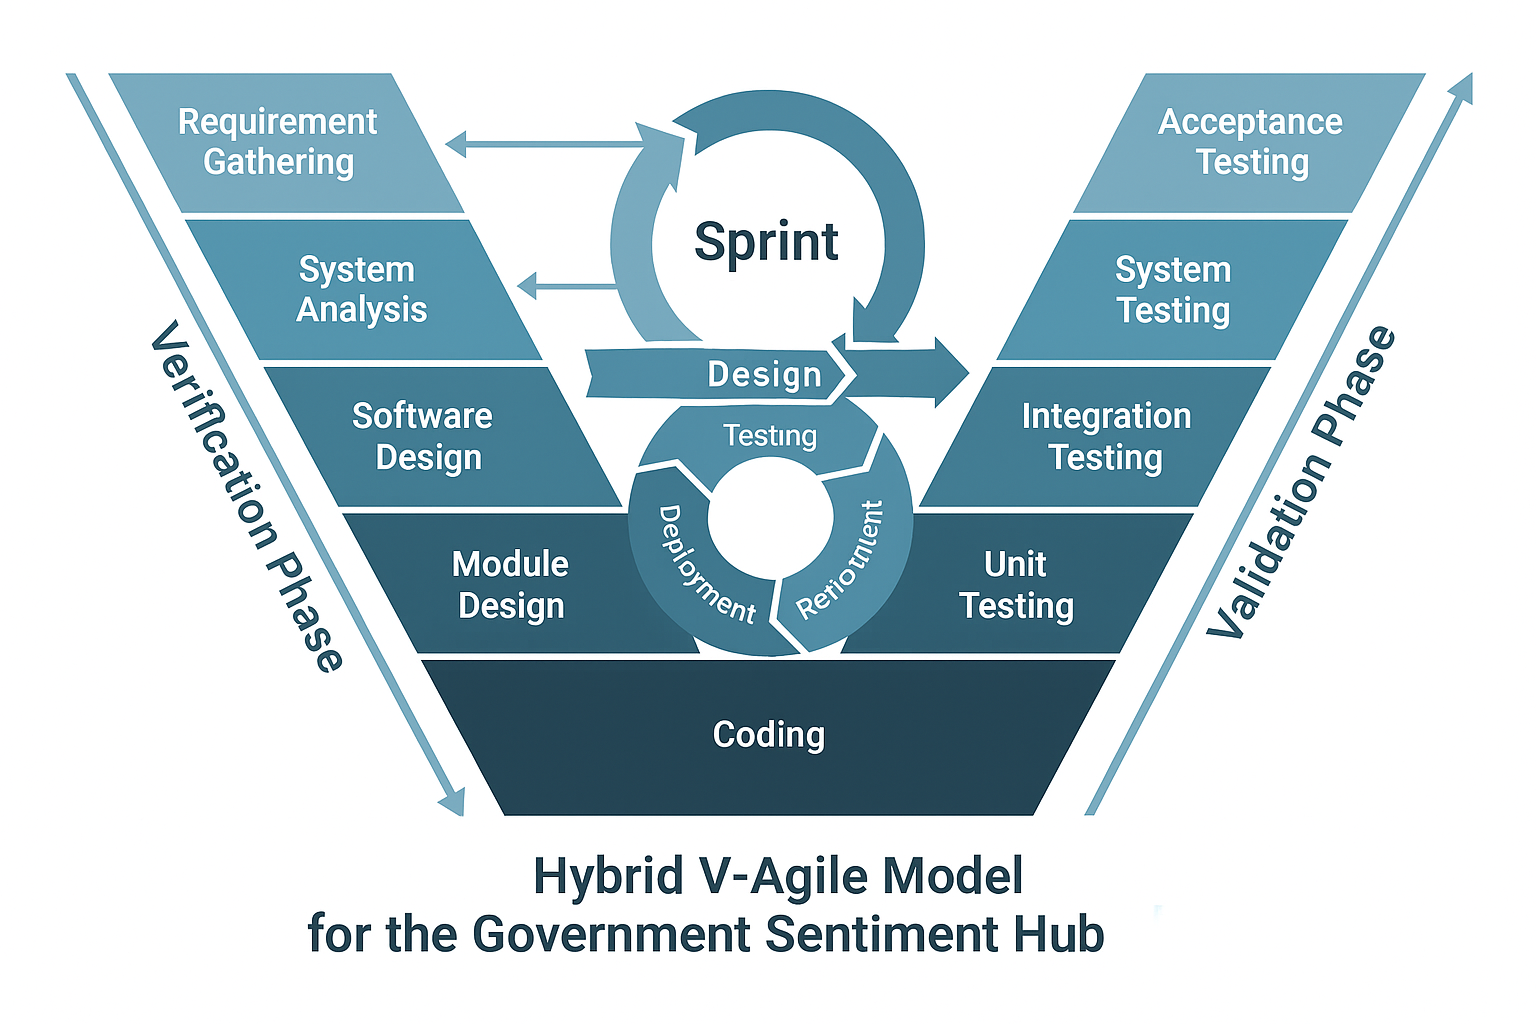 Requirement
Gathering
System
Analysis
Software
Design
Module
Design
Coding
Unit
Testing
Integration
Testing
System
Testing
Acceptance
Testing
Verification Phase
Validation Phase
Sprint
Design
Testing
Deployment
Hybrid V-Agile Model
for the Government Sentiment Hub